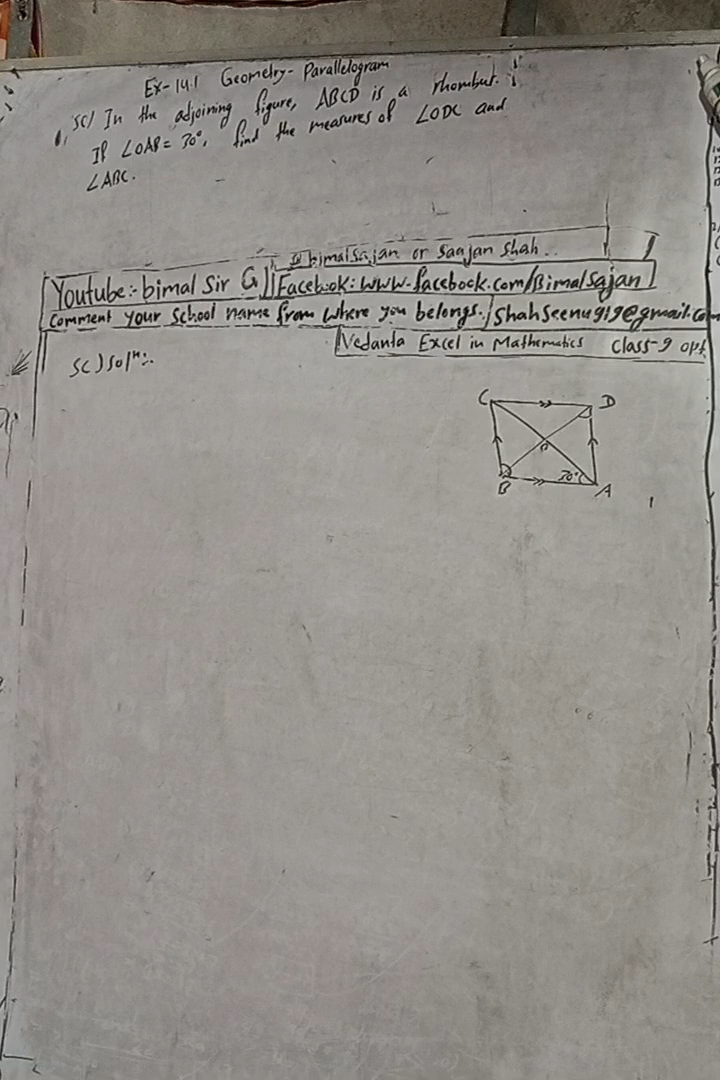 Ex-14.1 Geometry- Parallelogram
5c) In the adjoining figure, ABCD is a rhombus.
If ∠OAB = 30°, find the measures of ∠ODC and
∠ABC.
bimalsajan or Saajan Shah..
Youtube:- bimal Sir G
Facebook: www.facebook.com/Bimalsajan
Comment your School name from where you belongs./shahseenu919@gmail.com
Vedanta Excel in Mathematics Class-9 opt.
5c) solⁿ:-
C D
O
30°
B A